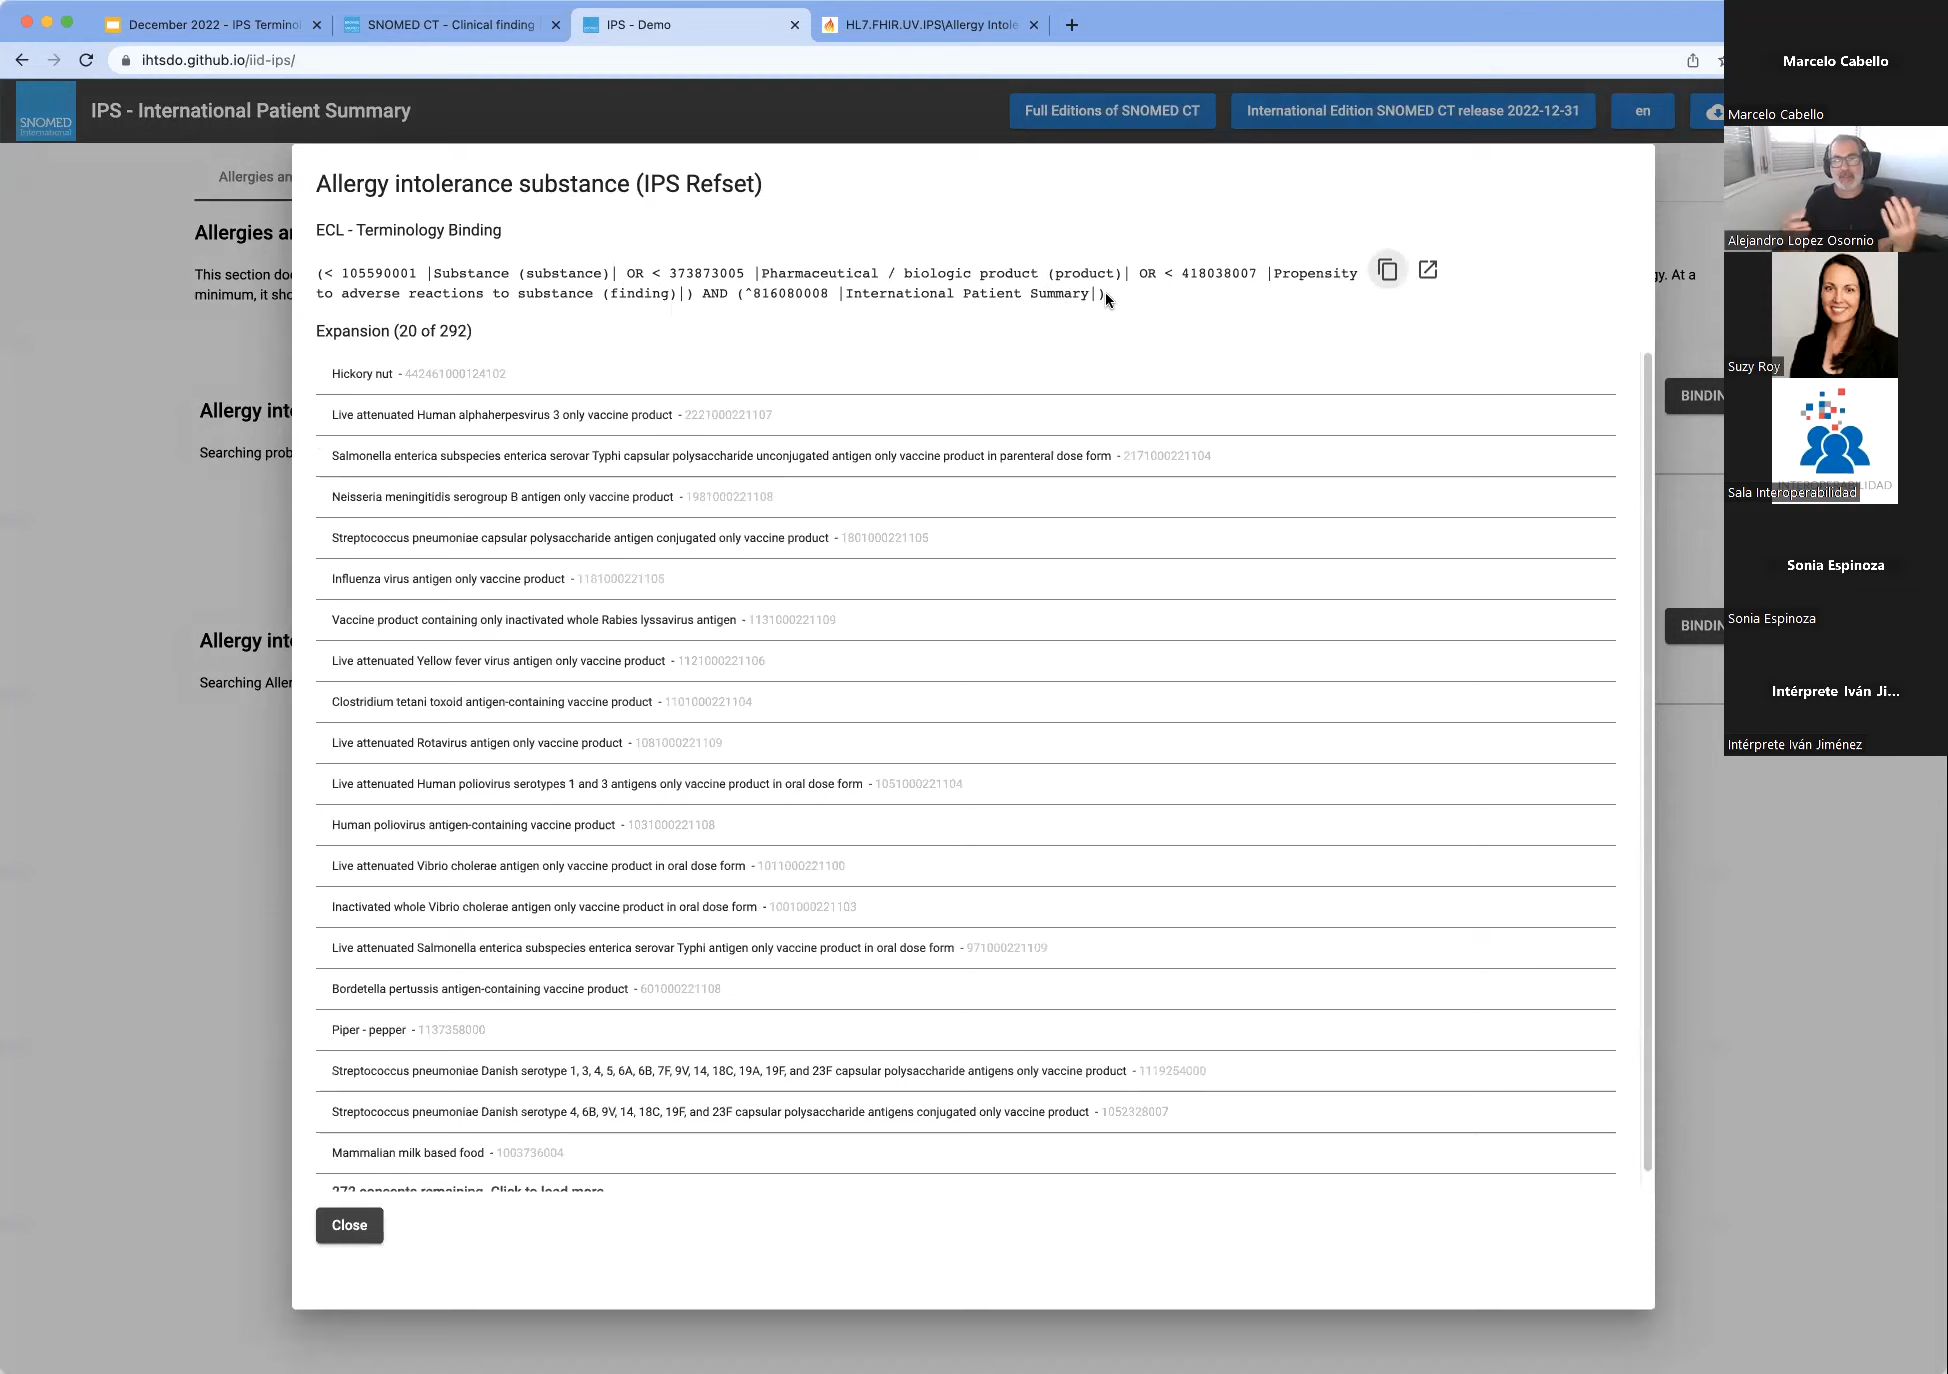 December 2022 - IPS Terminol
SNOMED CT - Clinical finding
IPS - Demo
HL7.FHIR.UV.IPS\Allergy Intole
ihtsdo.github.io/iid-ips/
SNOMED
International
IPS - International Patient Summary
Full Editions of SNOMED CT
International Edition SNOMED CT release 2022-12-31
en
Allergies an
Allergies a
This section do
minimum, it sho
gy. At a
Allergy int
Searching prob
BINDIN
Allergy int
Searching Aller
BINDIN
Allergy intolerance substance (IPS Refset)
ECL - Terminology Binding
(< 105590001 |Substance (substance)| OR < 373873005 |Pharmaceutical / biologic product (product)| OR < 418038007 |Propensity
to adverse reactions to substance (finding)|) AND (^816080008 |International Patient Summary|)
Expansion (20 of 292)
Hickory nut - 442461000124102
Live attenuated Human alphaherpesvirus 3 only vaccine product - 2221000221107
Salmonella enterica subspecies enterica serovar Typhi capsular polysaccharide unconjugated antigen only vaccine product in parenteral dose form - 2171000221104
Neisseria meningitidis serogroup B antigen only vaccine product - 1981000221108
Streptococcus pneumoniae capsular polysaccharide antigen conjugated only vaccine product - 1801000221105
Influenza virus antigen only vaccine product - 1181000221105
Vaccine product containing only inactivated whole Rabies lyssavirus antigen - 1131000221109
Live attenuated Yellow fever virus antigen only vaccine product - 1121000221106
Clostridium tetani toxoid antigen-containing vaccine product - 1101000221104
Live attenuated Rotavirus antigen only vaccine product - 1081000221109
Live attenuated Human poliovirus serotypes 1 and 3 antigens only vaccine product in oral dose form - 1051000221104
Human poliovirus antigen-containing vaccine product - 1031000221108
Live attenuated Vibrio cholerae antigen only vaccine product in oral dose form - 1011000221100
Inactivated whole Vibrio cholerae antigen only vaccine product in oral dose form - 1001000221103
Live attenuated Salmonella enterica subspecies enterica serovar Typhi antigen only vaccine product in oral dose form - 971000221109
Bordetella pertussis antigen-containing vaccine product - 601000221108
Piper - pepper - 1137358000
Streptococcus pneumoniae Danish serotype 1, 3, 4, 5, 6A, 6B, 7F, 9V, 14, 18C, 19A, 19F, and 23F capsular polysaccharide antigens only vaccine product - 1119254000
Streptococcus pneumoniae Danish serotype 4, 6B, 9V, 14, 18C, 19F, and 23F capsular polysaccharide antigens conjugated only vaccine product - 1052328007
Mammalian milk based food - 1003736004
272 concepts remaining. Click to load more
Close
Marcelo Cabello
Marcelo Cabello
Alejandro Lopez Osornio
Suzy Roy
INTEROPERABILIDAD
Sala Interoperabilidad
Sonia Espinoza
Sonia Espinoza
Intérprete Iván Ji...
Intérprete Iván Jiménez